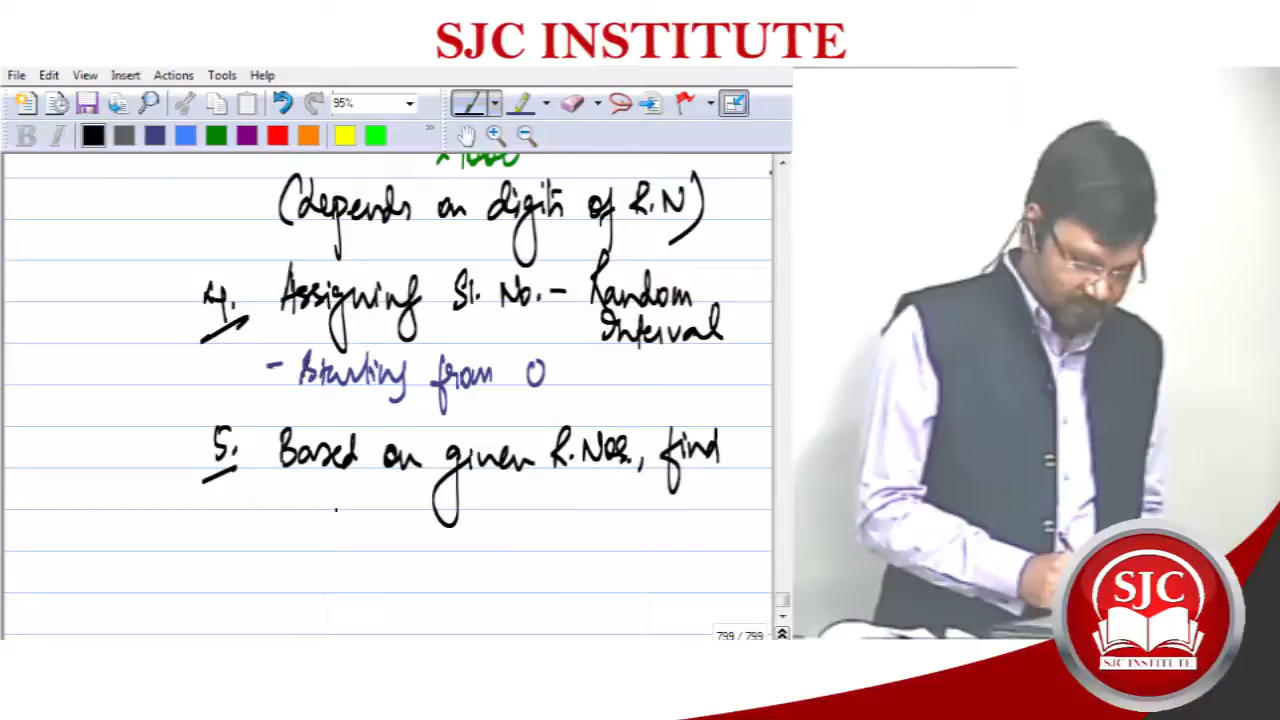 SJC INSTITUTE
File Edit View Insert Actions Tools Help
95%
B I
×1000
(depends on digits of R.N)
4. Assigning Sl. No. - Random
Interval
- Starting from 0
5. Based on given R.Nos., find
799 / 799
SJC
SJC INSTITUTE